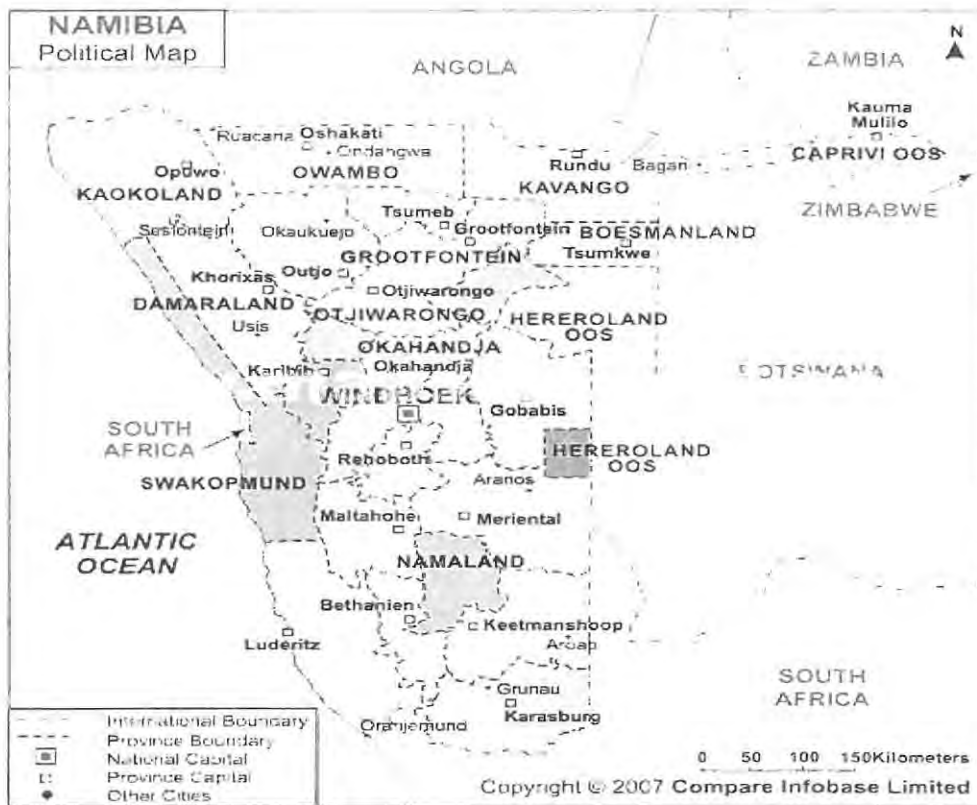 NAMIBIA
Political Map
N
ANGOLA
ZAMBIA
Kauma
Mulilo
Ruacana
Oshakati
Ondangwa
OWAMBO
Rundu
Bagani
CAPRIVI OOS
Opuwo
KAOKOLAND
KAVANGO
ZIMBABWE
Sesfontein
Okaukuejo
Tsumeb
Grootfontein
BOESMANLAND
GROOTFONTEIN
Tsumkwe
Khorixas
Outjo
Otjiwarongo
DAMARALAND
OTJIWARONGO
HEREROLAND
OOS
Usis
OKAHANDJA
Karibib
Okahandja
BOTSWANA
WINDHOEK
Gobabis
SOUTH
AFRICA
Rehoboth
HEREROLAND
OOS
SWAKOPMUND
Aranos
Maltahohe
Meriental
ATLANTIC
OCEAN
NAMALAND
Bethanien
Keetmanshoop
Luderitz
Aroab
SOUTH
AFRICA
Grunau
Karasburg
Oranjemund
International Boundary
Province Boundary
National Capital
Province Capital
Other Cities
0 50 100 150Kilometers
Copyright © 2007 Compare Infobase Limited